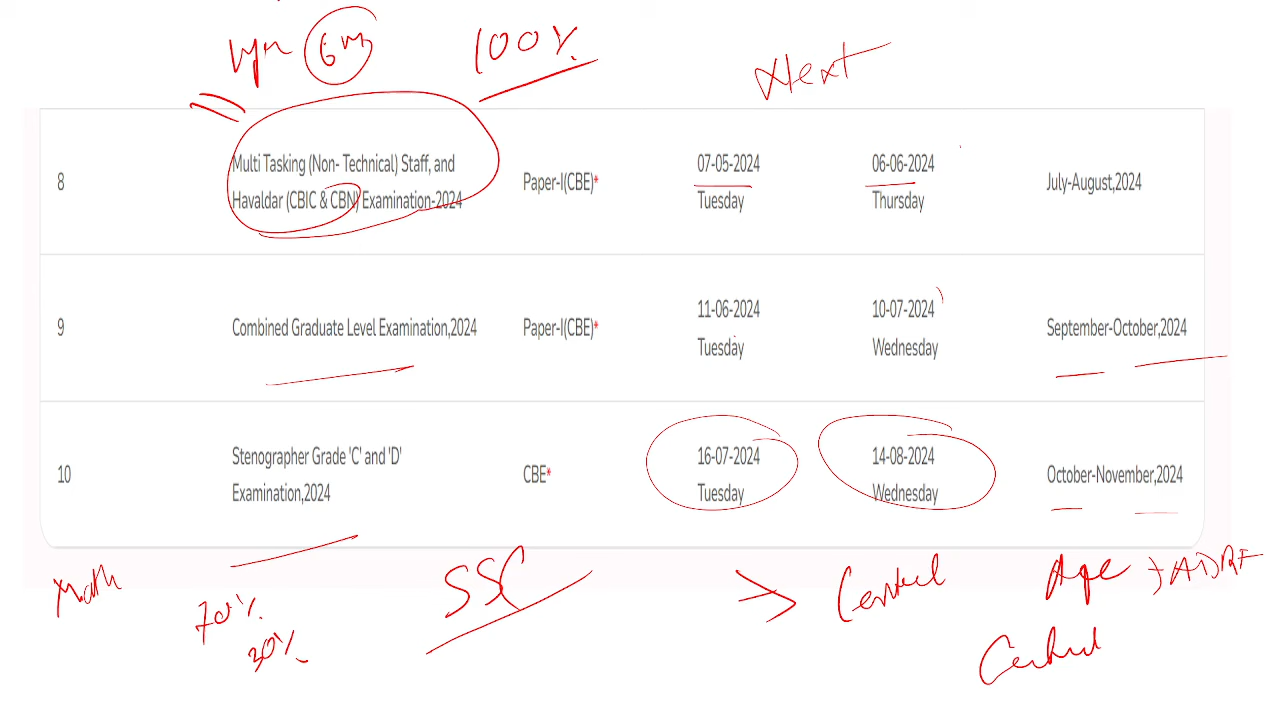 6m
100%
Next
8
Multi Tasking (Non- Technical) Staff, and
Havaldar (CBIC & CBN) Examination-2024
Paper-I(CBE)*
07-05-2024
Tuesday
06-06-2024
Thursday
July-August,2024
9
Combined Graduate Level Examination,2024
Paper-I(CBE)*
11-06-2024
Tuesday
10-07-2024
Wednesday
September-October,2024
10
Stenographer Grade 'C' and 'D'
Examination,2024
CBE*
16-07-2024
Tuesday
14-08-2024
Wednesday
October-November,2024
Math
70%
30%
SSC
Age